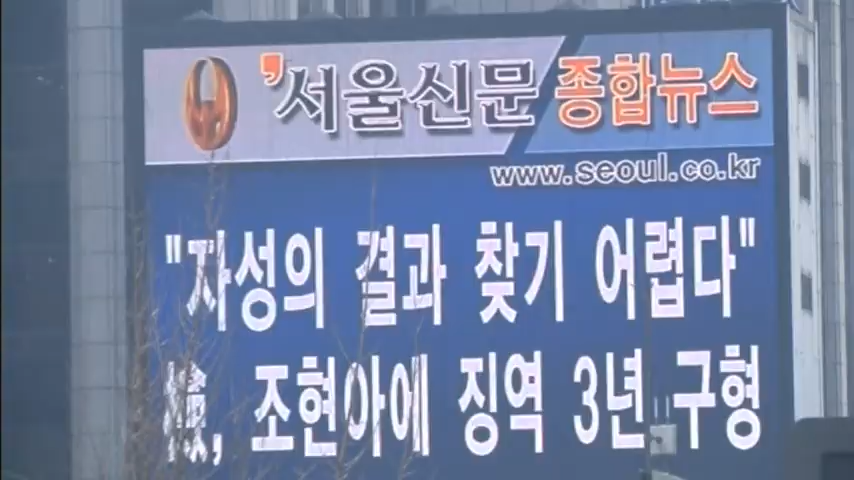 '서울신문 종합뉴스
www.seoul.co.kr
"자성의 결과 찾기 어렵다"
檢, 조현아에 징역 3년 구형